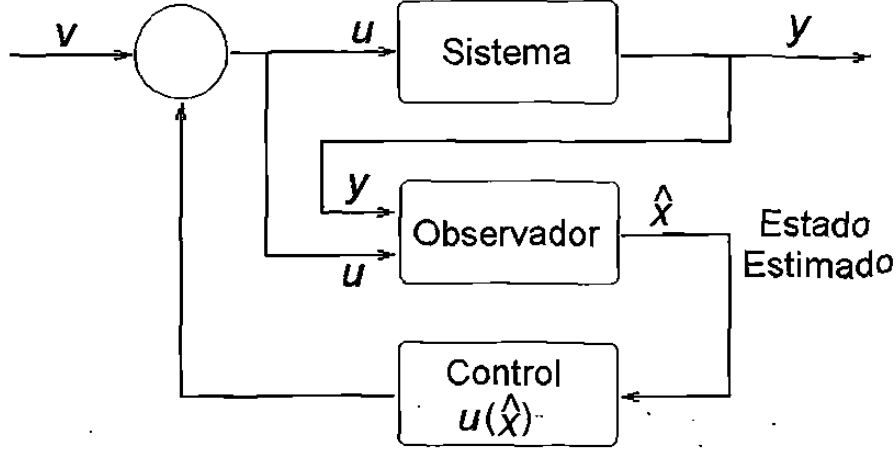 v
u
Sistema
y
y
Observador
x̂
Estado
Estimado
u
Control
u(x̂)